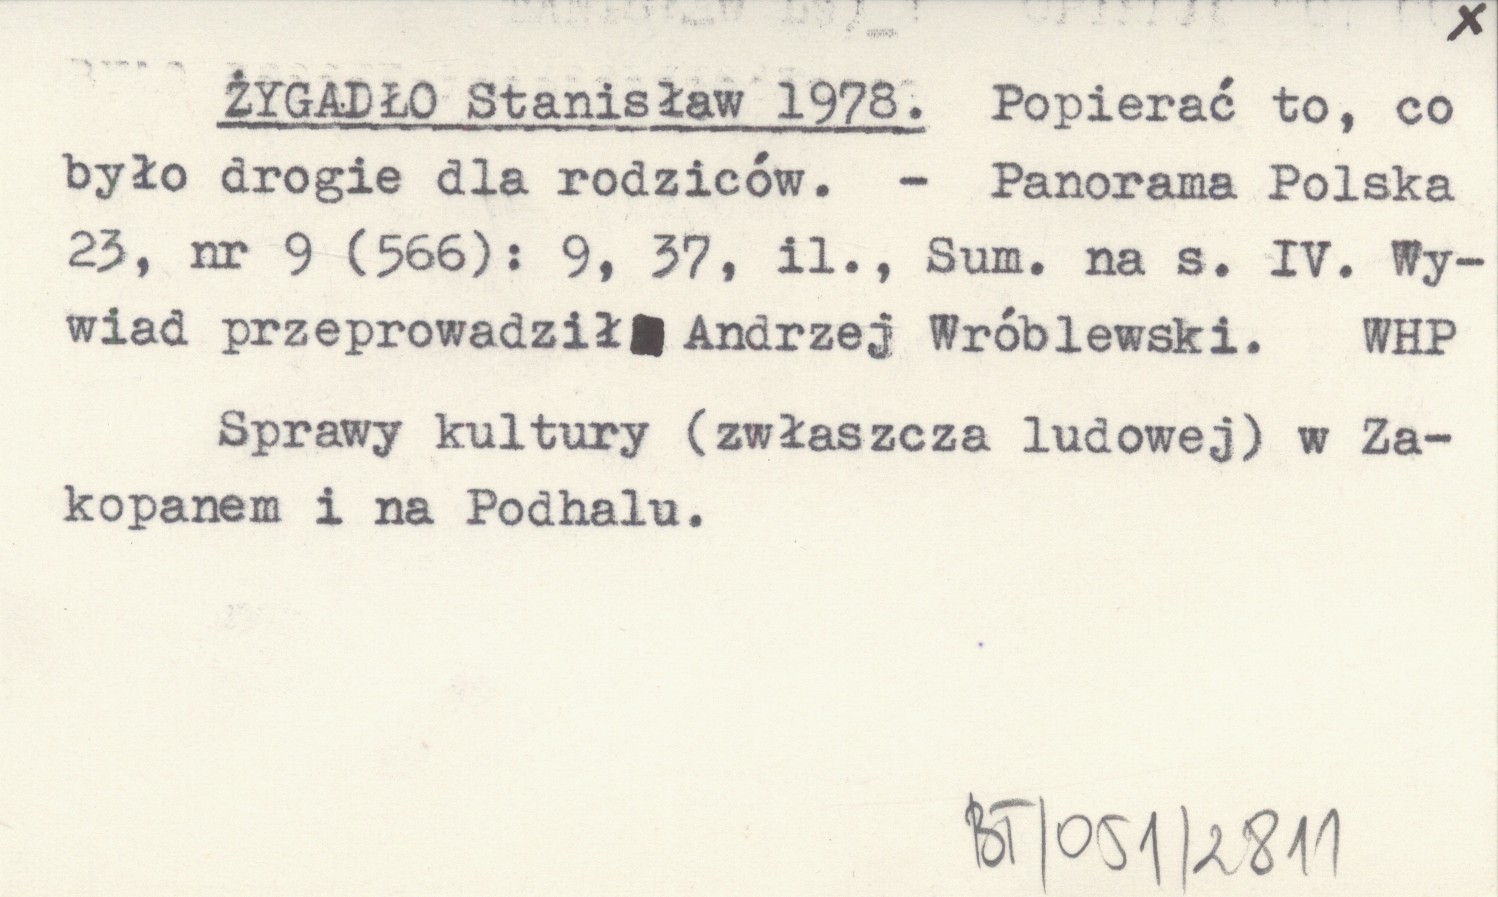 x
ŻYGADŁO Stanisław 1978. Popierać to, co
było drogie dla rodziców. - Panorama Polska
23, nr 9 (566): 9, 37, il., Sum. na s. IV. Wy-
wiad przeprowadził Andrzej Wróblewski. WHP
Sprawy kultury (zwłaszcza ludowej) w Za-
kopanem i na Podhalu.
BT/051/2811